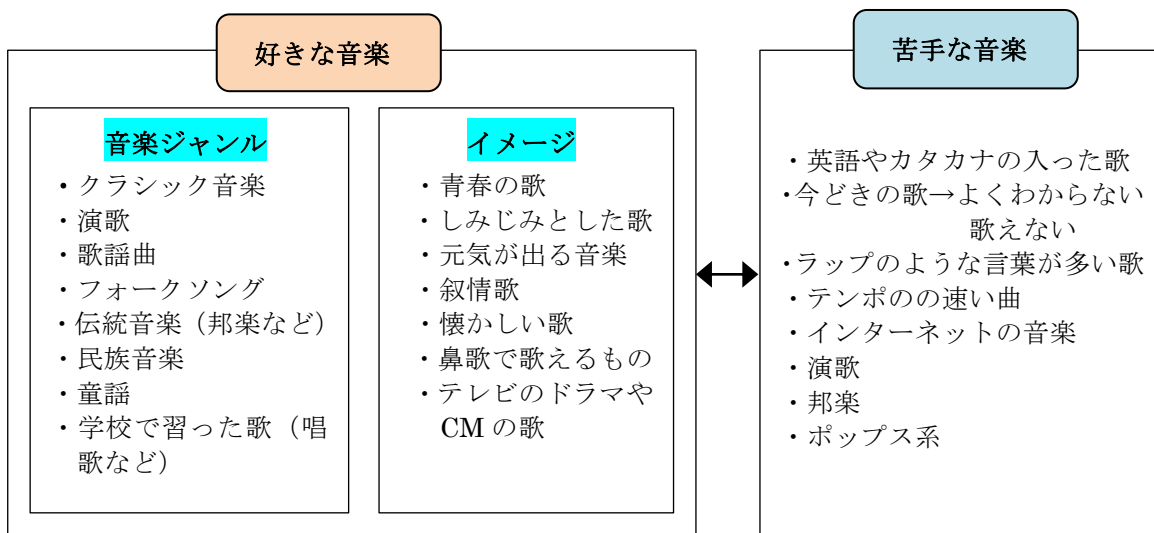 好きな音楽
音楽ジャンル
・クラシック音楽
・演歌
・歌謡曲
・フォークソング
・伝統音楽（邦楽など）
・民族音楽
・童謡
・学校で習った歌（唱
歌など）
イメージ
・青春の歌
・しみじみとした歌
・元気が出る音楽
・叙情歌
・懐かしい歌
・鼻歌で歌えるもの
・テレビのドラマや
CM の歌
苦手な音楽
・英語やカタカナの入った歌
・今どきの歌→よくわからない
歌えない
・ラップのような言葉が多い歌
・テンポのの速い曲
・インターネットの音楽
・演歌
・邦楽
・ポップス系